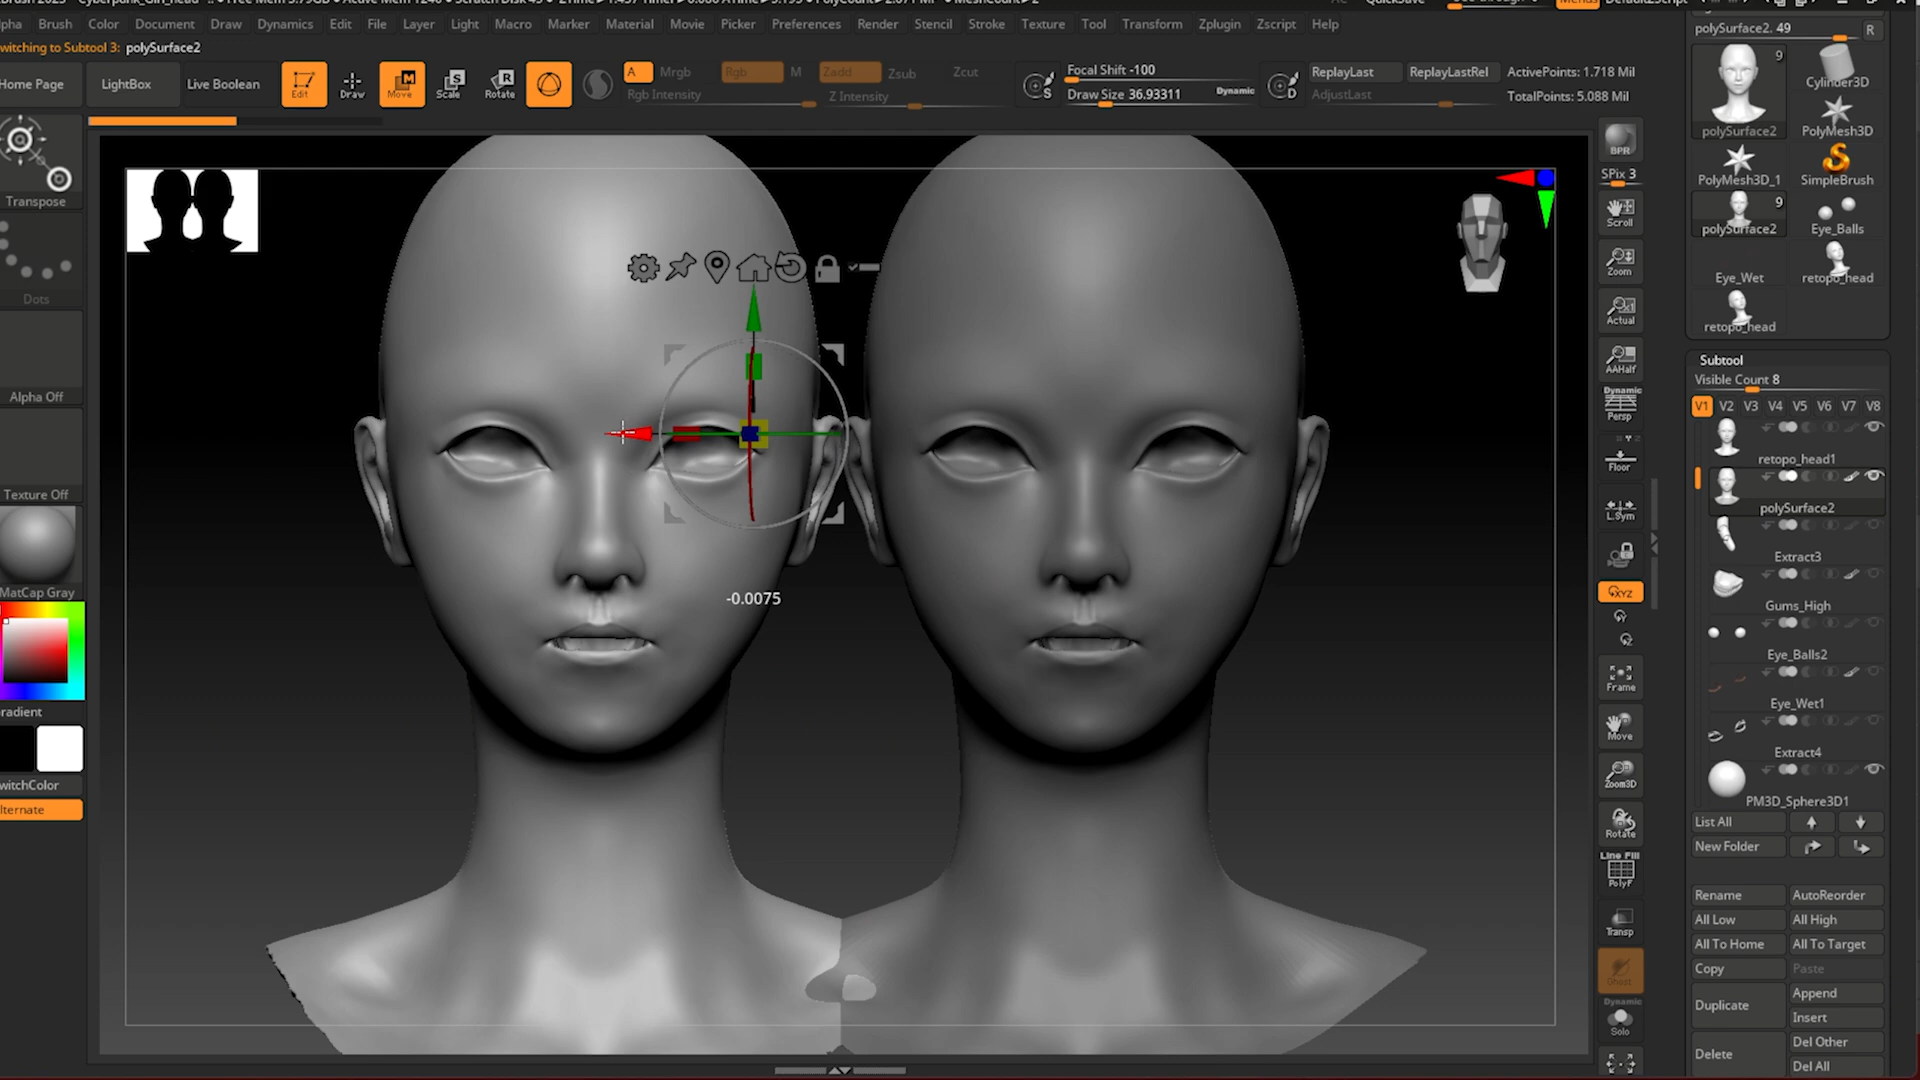 Brush Color Document Draw Dynamics Edit File Layer Light Macro Marker Material Movie Picker Preferences Render Stencil Stroke Texture Tool Transform Zplugin Zscript Help
witching to Subtool 3: polySurface2
Home Page
LightBox
Live Boolean
Edit
Draw
Move
Scale
Rotate
A
Mrgb
Rgb
M
Zadd
Zsub
Zcut
Rgb Intensity
Z Intensity
S
Focal Shift -100
Draw Size 36.93311
Dynamic
D
ReplayLast
ReplayLastRel
AdjustLast
ActivePoints: 1.718 Mil
TotalPoints: 5.088 Mil
Transpose
Dots
Alpha Off
Texture Off
MatCap Gray
radient
witchColor
lternate
-0.0075
BPR
SPix 3
Scroll
Zoom
Actual
AAHalf
Dynamic
Persp
Floor
L.Sym
XYZ
Frame
Move
Zoom3D
Rotate
Line Fill
PolyF
Transp
Ghost
Dynamic
Solo
polySurface2. 49
R
9
polySurface2
Cylinder3D
PolyMesh3D
PolyMesh3D_1
SimpleBrush
9
polySurface2
Eye_Balls
Eye_Wet
retopo_head
retopo_head
Subtool
Visible Count 8
V1 V2 V3 V4 V5 V6 V7 V8
retopo_head1
polySurface2
Extract3
Gums_High
Eye_Balls2
Eye_Wet1
Extract4
PM3D_Sphere3D1
List All
New Folder
Rename
AutoReorder
All Low
All High
All To Home
All To Target
Copy
Paste
Duplicate
Append
Insert
Delete
Del Other
Del All